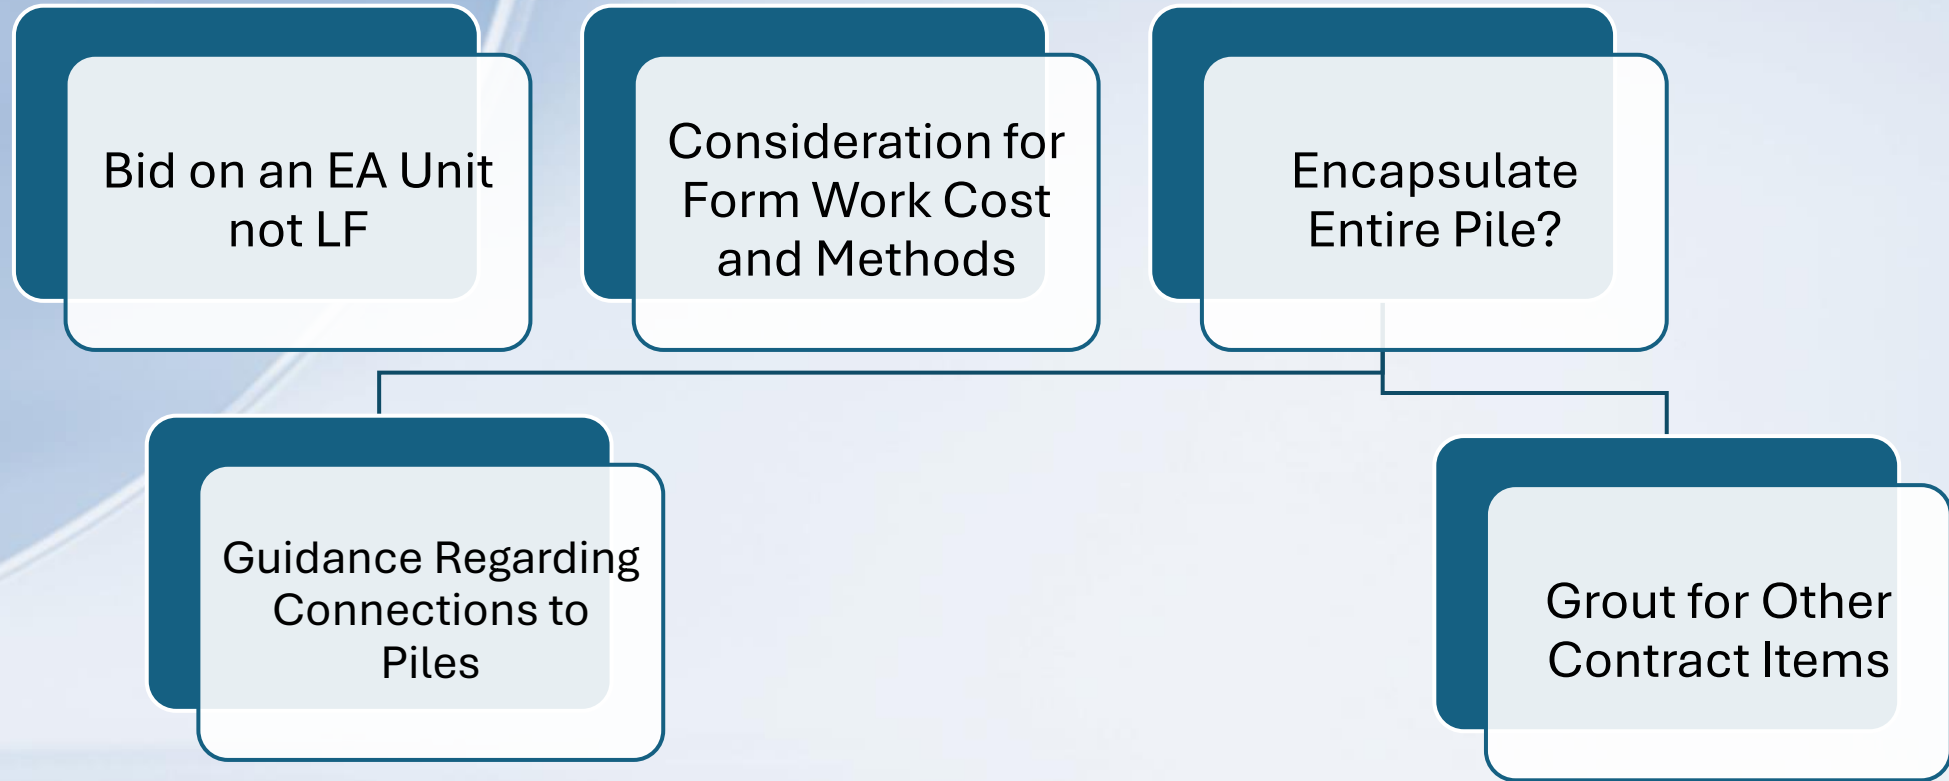 Bid on an EA Unit
not LF
Consideration for
Form Work Cost
and Methods
Encapsulate
Entire Pile?
Guidance Regarding
Connections to
Piles
Grout for Other
Contract Items